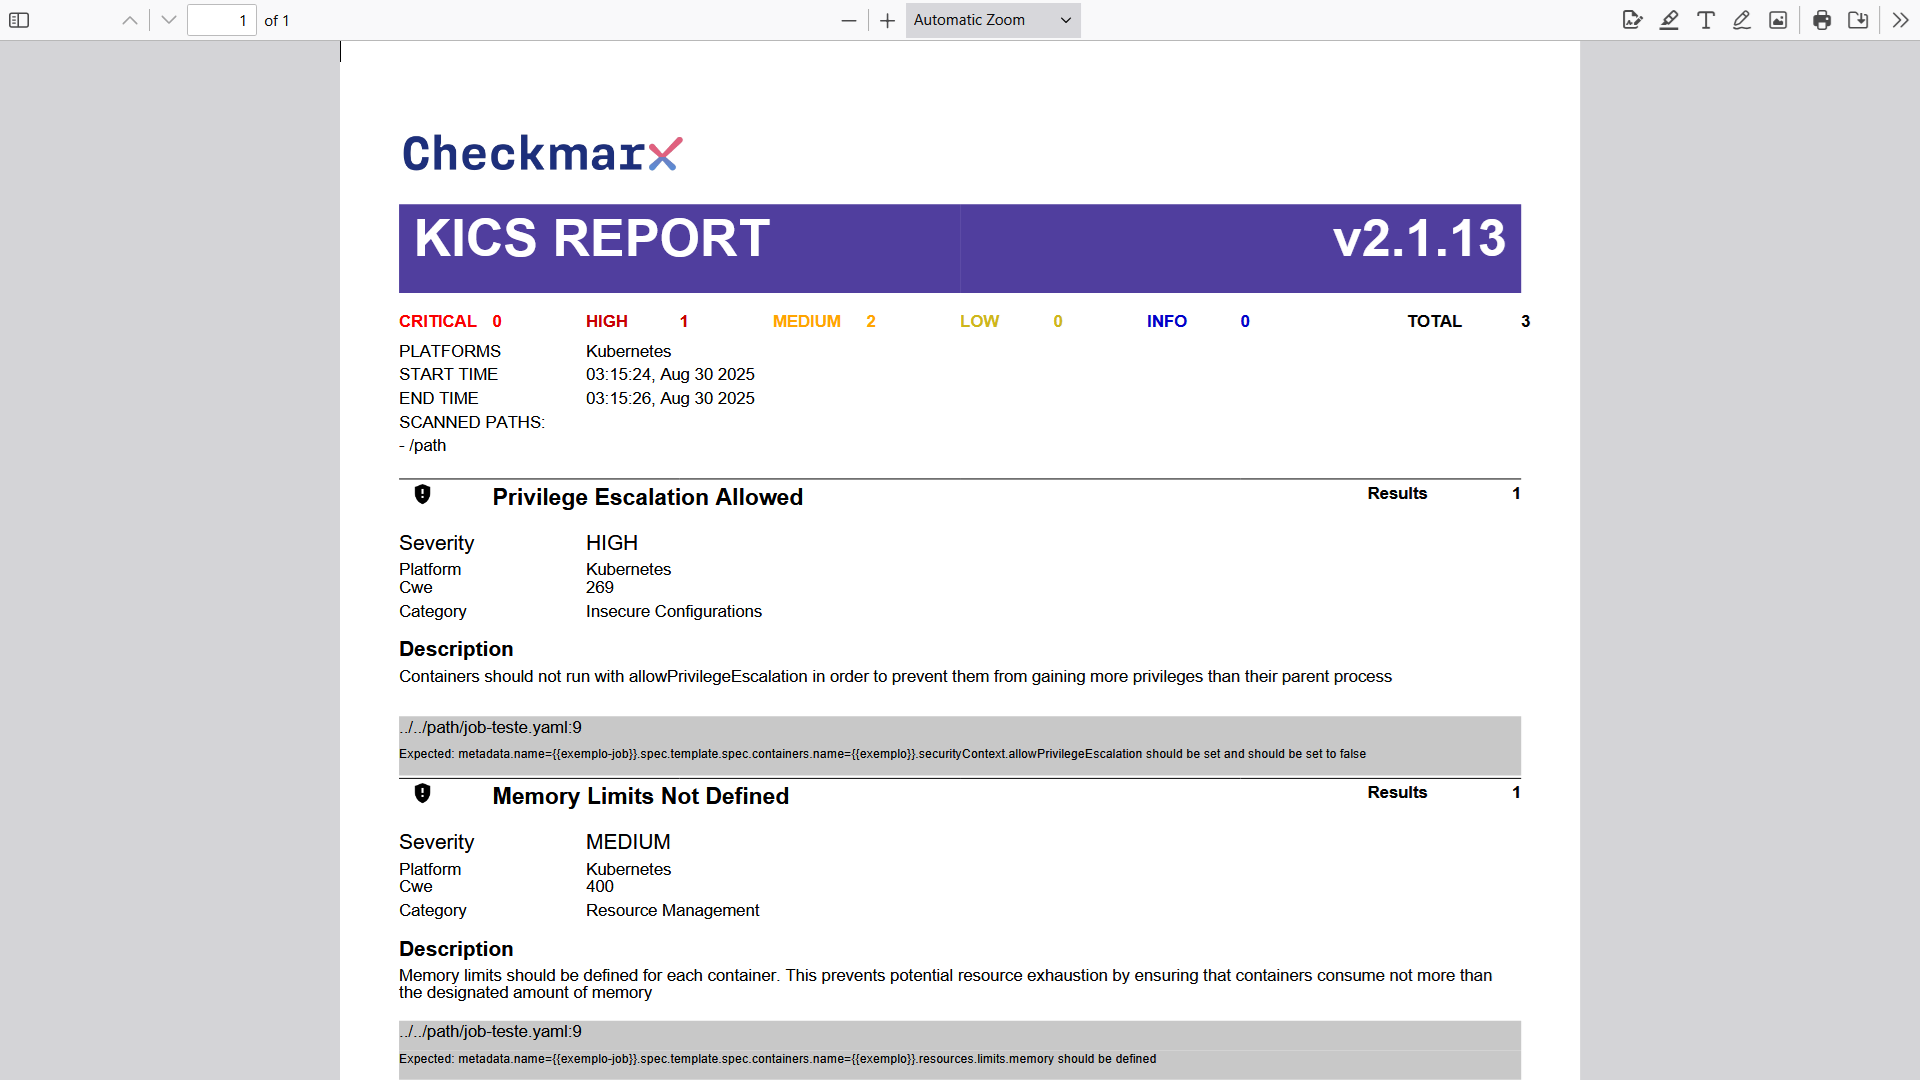 1 of 1 Automatic Zoom
Checkmarx
KICS REPORT v2.1.13
CRITICAL 0 HIGH 1 MEDIUM 2 LOW 0 INFO 0 TOTAL 3
PLATFORMS Kubernetes
START TIME 03:15:24, Aug 30 2025
END TIME 03:15:26, Aug 30 2025
SCANNED PATHS:
- /path
Privilege Escalation Allowed Results 1
Severity HIGH
Platform Kubernetes
Cwe 269
Category Insecure Configurations
Description
Containers should not run with allowPrivilegeEscalation in order to prevent them from gaining more privileges than their parent process
../../path/job-teste.yaml:9
Expected: metadata.name={{exemplo-job}}.spec.template.spec.containers.name={{exemplo}}.securityContext.allowPrivilegeEscalation should be set and should be set to false
Memory Limits Not Defined Results 1
Severity MEDIUM
Platform Kubernetes
Cwe 400
Category Resource Management
Description
Memory limits should be defined for each container. This prevents potential resource exhaustion by ensuring that containers consume not more than
the designated amount of memory
../../path/job-teste.yaml:9
Expected: metadata.name={{exemplo-job}}.spec.template.spec.containers.name={{exemplo}}.resources.limits.memory should be defined